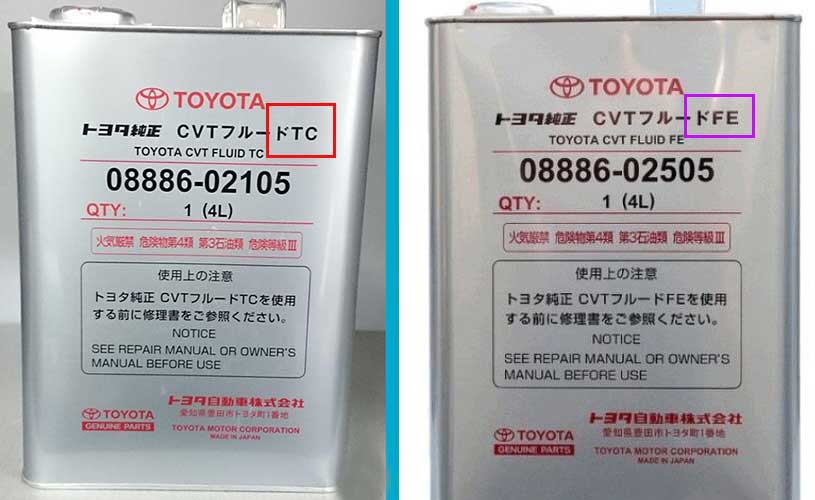 TOYOTA
トヨタ純正 CVTフルードTC
TOYOTA CVT FLUID TC
08886-02105
QTY: 1 (4L)
火気厳禁 危険物第4類 第3石油類 危険等級Ⅲ
使用上の注意
トヨタ純正 CVTフルードTCを使用
する前に修理書をご参照ください。
NOTICE
SEE REPAIR MANUAL OR OWNER'S
MANUAL BEFORE USE
TOYOTA
GENUINE PARTS
トヨタ自動車株式会社
愛知県豊田市トヨタ町1番地
TOYOTA MOTOR CORPORATION
MADE IN JAPAN
TOYOTA
トヨタ純正 CVTフルードFE
TOYOTA CVT FLUID FE
08886-02505
QTY: 1 (4L)
火気厳禁 危険物第4類 第3石油類 危険等級Ⅲ
使用上の注意
トヨタ純正 CVTフルードFEを使用
する前に修理書をご参照ください。
NOTICE
SEE REPAIR MANUAL OR OWNER'S
MANUAL BEFORE USE
TOYOTA
GENUINE PARTS
トヨタ自動車株式会社
愛知県豊田市トヨタ町1番地
TOYOTA MOTOR CORPORATION
MADE IN JAPAN